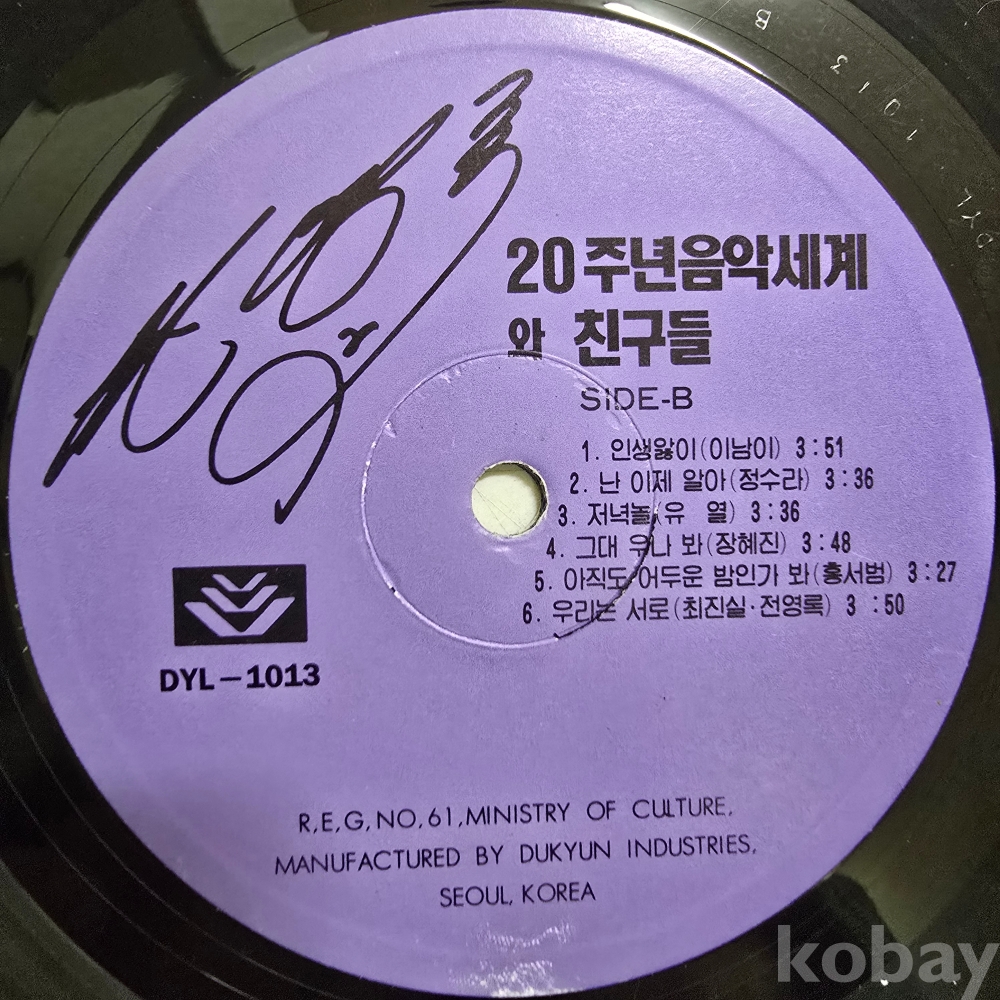 전영록
20주년음악세계
와 친구들
SIDE-B
1. 인생앓이(이남이) 3:51
2. 난 이제 알아(정수라) 3:36
3. 저녁놀(유 열) 3:36
4. 그대 우나 봐(장혜진) 3:48
5. 아직도 어두운 밤인가 봐(홍서범) 3:27
6. 우리는 서로(최진실·전영록) 3 :50
DYL-1013
R,E,G,NO,61,MINISTRY OF CULTURE,
MANUFACTURED BY DUKYUN INDUSTRIES,
SEOUL, KOREA
DYL 1013 B
kobay